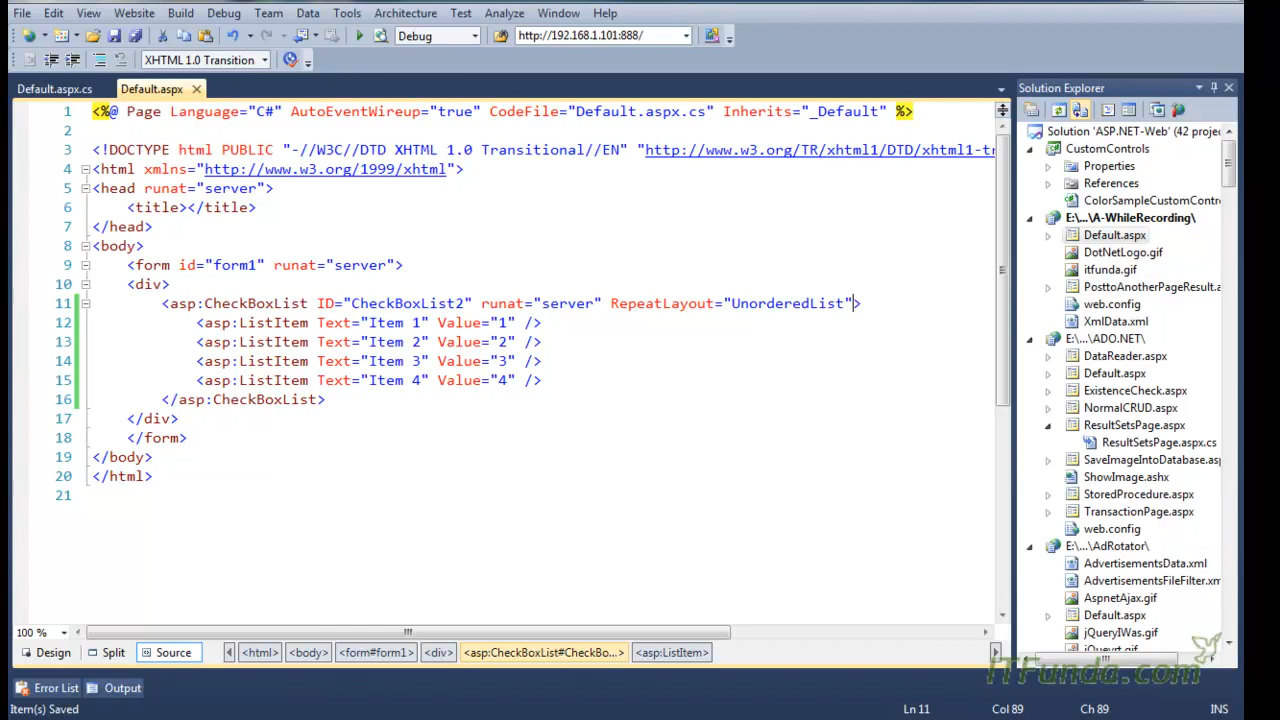 File Edit View Website Build Debug Team Data Tools Architecture Test Analyze Window Help
Debug http://192.168.1.101:888/
XHTML 1.0 Transition
Default.aspx.cs Default.aspx
1 <%@ Page Language="C#" AutoEventWireup="true" CodeFile="Default.aspx.cs" Inherits="_Default" %>
2
3 <!DOCTYPE html PUBLIC "-//W3C//DTD XHTML 1.0 Transitional//EN" "http://www.w3.org/TR/xhtml1/DTD/xhtml1-tr
4 <html xmlns="http://www.w3.org/1999/xhtml">
5 <head runat="server">
6 <title></title>
7 </head>
8 <body>
9 <form id="form1" runat="server">
10 <div>
11 <asp:CheckBoxList ID="CheckBoxList2" runat="server" RepeatLayout="UnorderedList">
12 <asp:ListItem Text="Item 1" Value="1" />
13 <asp:ListItem Text="Item 2" Value="2" />
14 <asp:ListItem Text="Item 3" Value="3" />
15 <asp:ListItem Text="Item 4" Value="4" />
16 </asp:CheckBoxList>
17 </div>
18 </form>
19 </body>
20 </html>
21
100 %
Design Split Source <html> <body> <form#form1> <div> <asp:CheckBoxList#CheckBo...> <asp:ListItem>
Solution Explorer
Solution 'ASP.NET-Web' (42 projec
CustomControls
Properties
References
ColorSampleCustomContr
E:\...\A-WhileRecording\
Default.aspx
DotNetLogo.gif
itfunda.gif
PosttoAnotherPageResult.a
web.config
XmlData.xml
E:\...\ADO.NET\
DataReader.aspx
Default.aspx
ExistenceCheck.aspx
NormalCRUD.aspx
ResultSetsPage.aspx
ResultSetsPage.aspx.cs
SaveImageIntoDatabase.asp
ShowImage.ashx
StoredProcedure.aspx
TransactionPage.aspx
web.config
E:\...\AdRotator\
AdvertisementsData.xml
AdvertisementsFileFilter.xm
AspnetAjax.gif
Default.aspx
jQueryIWas.gif
ITFunda.com
Error List Output
Item(s) Saved Ln 11 Col 89 Ch 89 INS